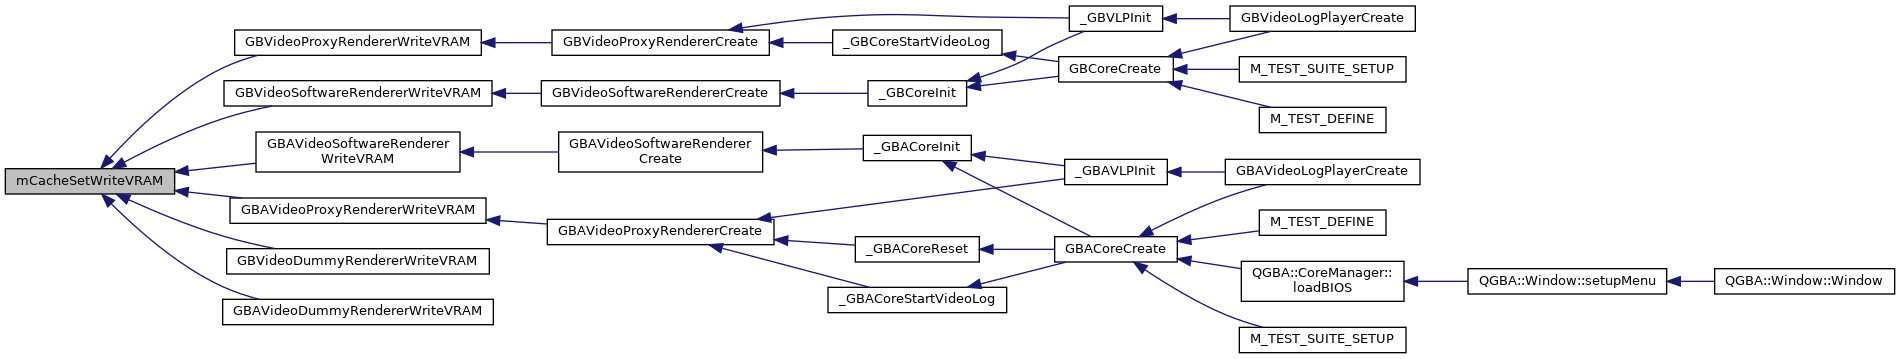 mCacheSetWriteVRAM
GBVideoProxyRendererWriteVRAM
GBVideoProxyRendererCreate
_GBVLPInit
GBVideoLogPlayerCreate
_GBCoreStartVideoLog
GBCoreCreate
M_TEST_SUITE_SETUP
M_TEST_DEFINE
GBVideoSoftwareRendererWriteVRAM
GBVideoSoftwareRendererCreate
_GBCoreInit
GBAVideoSoftwareRenderer
WriteVRAM
GBAVideoSoftwareRenderer
Create
_GBACoreInit
_GBAVLPInit
GBAVideoLogPlayerCreate
GBAVideoProxyRendererWriteVRAM
GBAVideoProxyRendererCreate
_GBACoreReset
GBACoreCreate
M_TEST_DEFINE
QGBA::CoreManager::
loadBIOS
QGBA::Window::setupMenu
QGBA::Window::Window
_GBACoreStartVideoLog
M_TEST_SUITE_SETUP
GBVideoDummyRendererWriteVRAM
GBAVideoDummyRendererWriteVRAM